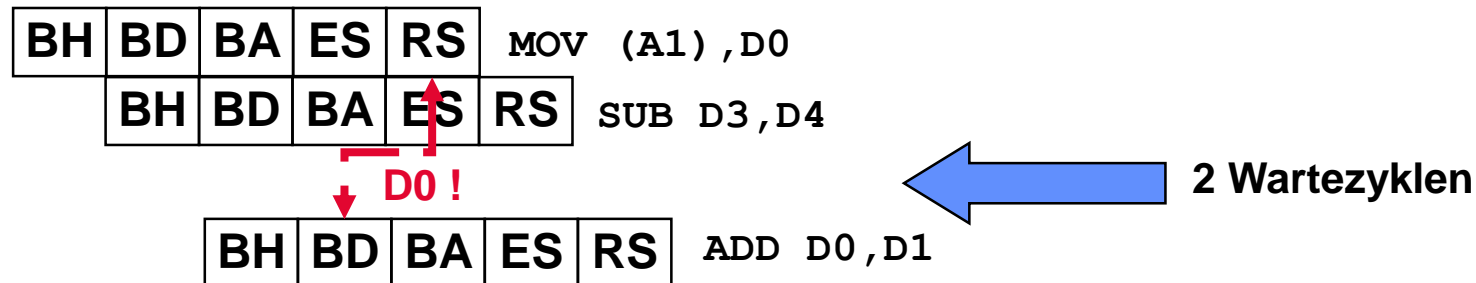 BH BD BA ES RS MOV (A1),D0
BH BD BA ES RS SUB D3,D4
D0 !
2 Wartezyklen
BH BD BA ES RS ADD D0,D1